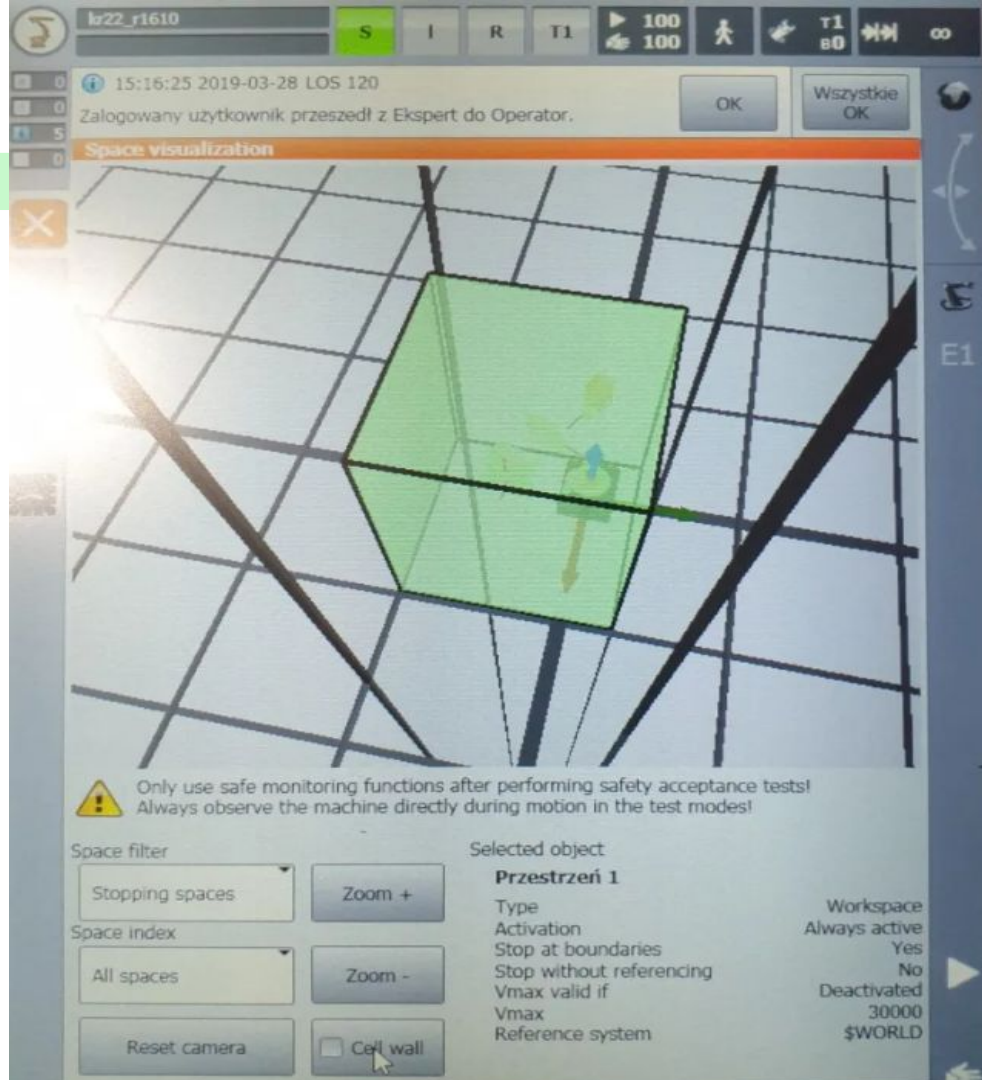 kr22_r1610
S
I
R
T1
100
100
T1
B0
∞
0
0
5
0
15:16:25 2019-03-28 LOS 120
Zalogowany użytkownik przeszedł z Ekspert do Operator.
OK
Wszystkie
OK
Space visualization
E1
Only use safe monitoring functions after performing safety acceptance tests!
Always observe the machine directly during motion in the test modes!
Space filter
Stopping spaces
Zoom +
Space index
All spaces
Zoom -
Reset camera
Cell wall
Selected object
Przestrzeń 1
Type Workspace
Activation Always active
Stop at boundaries Yes
Stop without referencing No
Vmax valid if Deactivated
Vmax 30000
Reference system $WORLD